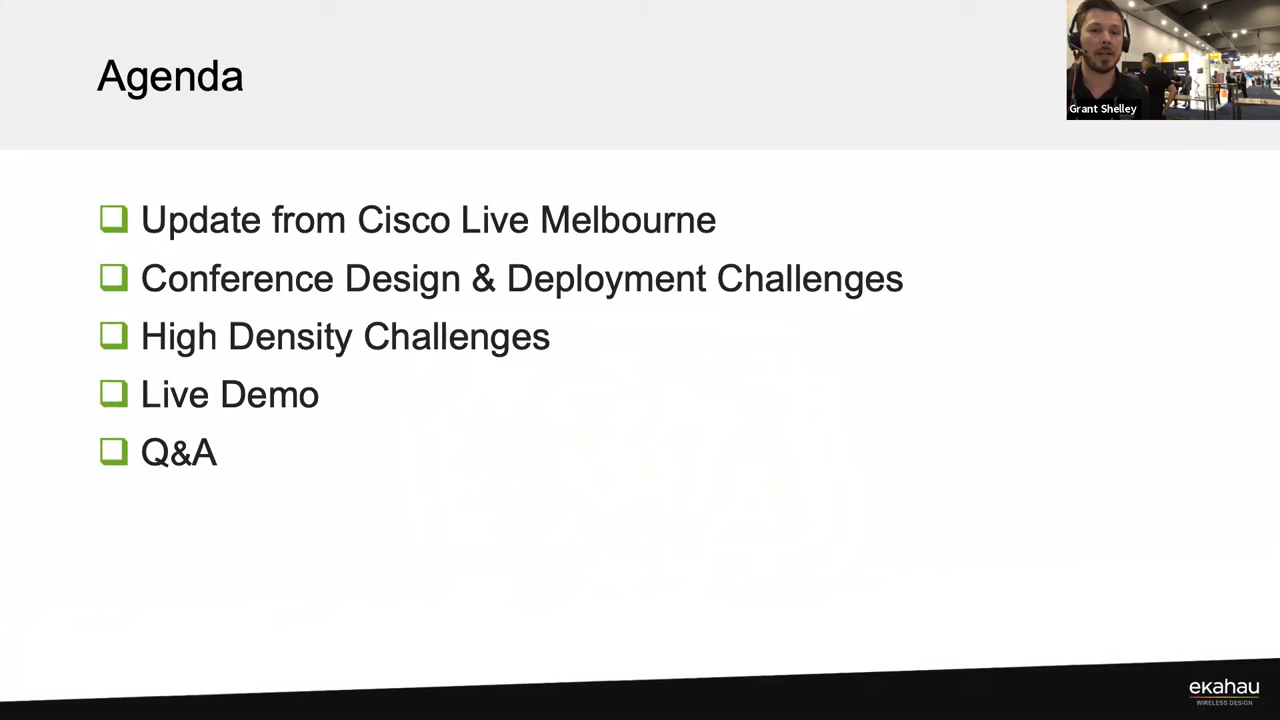 Agenda
Grant Shelley
Update from Cisco Live Melbourne
Conference Design & Deployment Challenges
High Density Challenges
Live Demo
Q&A
ekahau
WIRELESS DESIGN